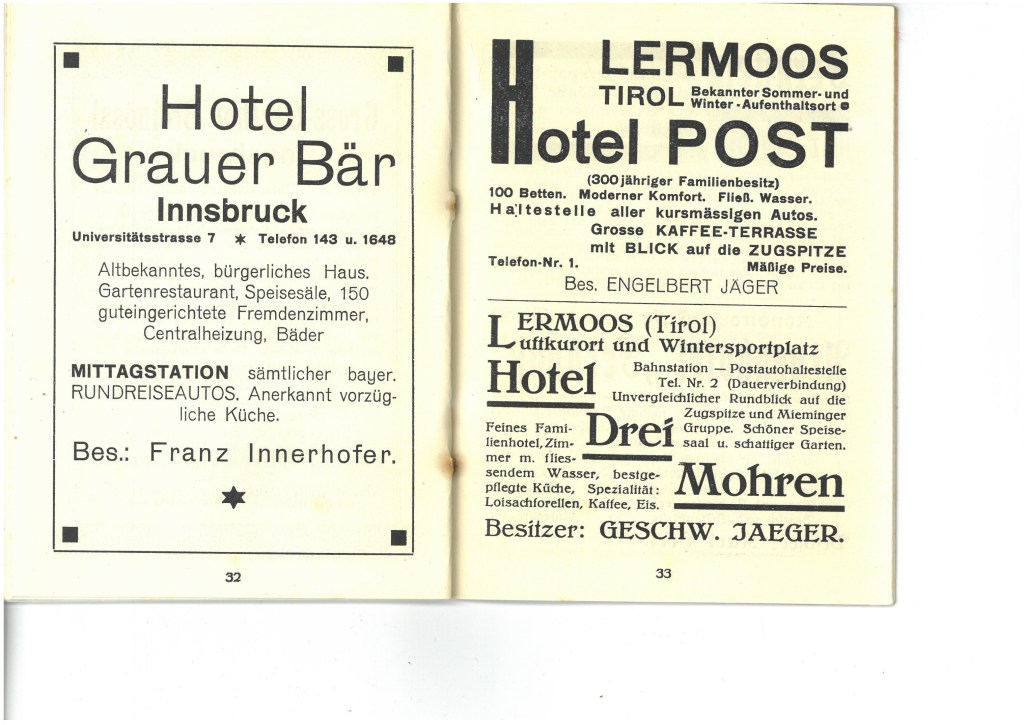 Hotel
Grauer Bär
Innsbruck
Universitätsstrasse 7 ✶ Telefon 143 u. 1648
Altbekanntes, bürgerliches Haus.
Gartenrestaurant, Speisesäle, 150
guteingerichtete Fremdenzimmer,
Centralheizung, Bäder
MITTAGSTATION sämtlicher bayer.
RUNDREISEAUTOS. Anerkannt vorzüg-
liche Küche.
Bes.: Franz Innerhofer.
32
LERMOOS
TIROL Bekannter Sommer- und
Winter-Aufenthaltsort
Hotel POST
(300jähriger Familienbesitz)
100 Betten. Moderner Komfort. Fließ. Wasser.
Haltestelle aller kursmässigen Autos.
Grosse KAFFEE-TERRASSE
mit BLICK auf die ZUGSPITZE
Telefon-Nr. 1. Mäßige Preise.
Bes. ENGELBERT JÄGER
LERMOOS (Tirol)
Luftkurort und Wintersportplatz
Hotel
Bahnstation — Postautohaltestelle
Tel. Nr. 2 (Dauerverbindung)
Unvergleichlicher Rundblick auf die
Zugspitze und Mieminger
Gruppe. Schöner Speise-
saal u. schattiger Garten.
Drei
Feines Fami-
lienhotel, Zim-
mer m. flies-
sendem Wasser, bestge-
pflegte Küche, Spezialität:
Loisachforellen, Kaffee, Eis.
Mohren
Besitzer: GESCHW. JAEGER.
33